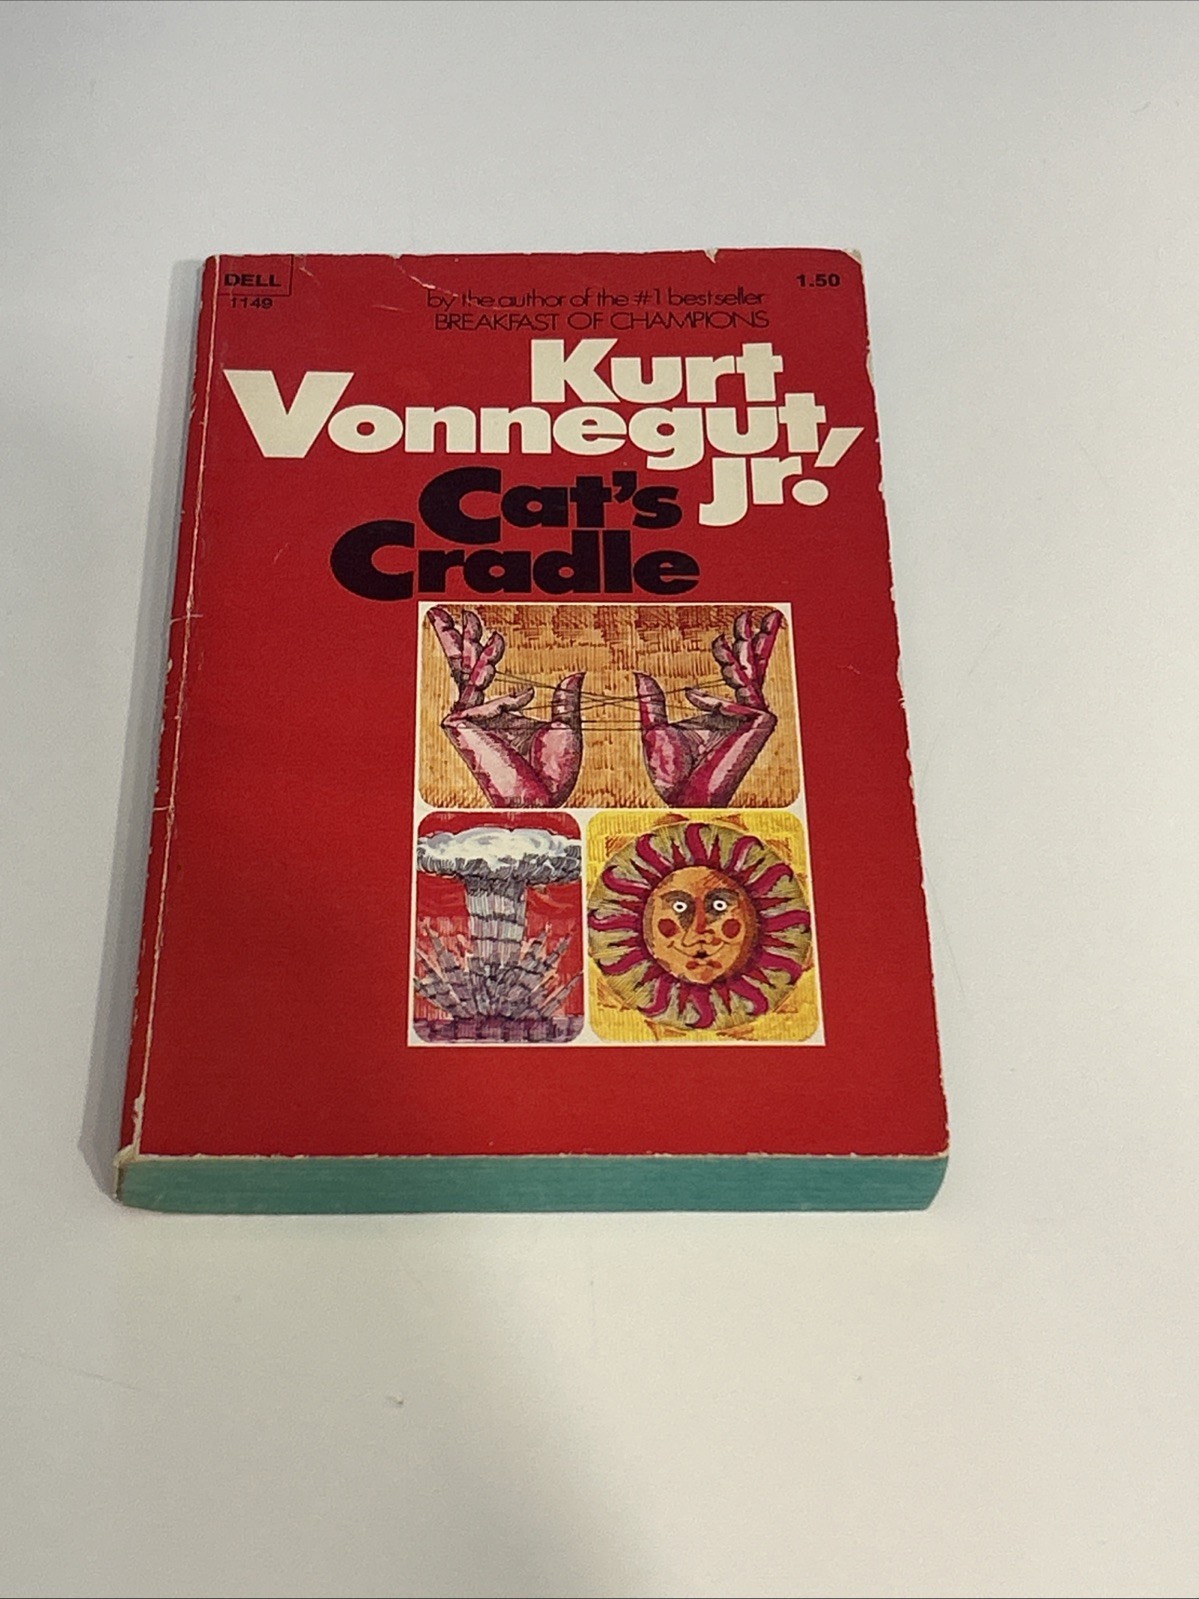 DELL
1149
1.50
by the author of the #1 bestseller
BREAKFAST OF CHAMPIONS
Kurt
Vonnegut,
jr.!
Cat's
Cradle